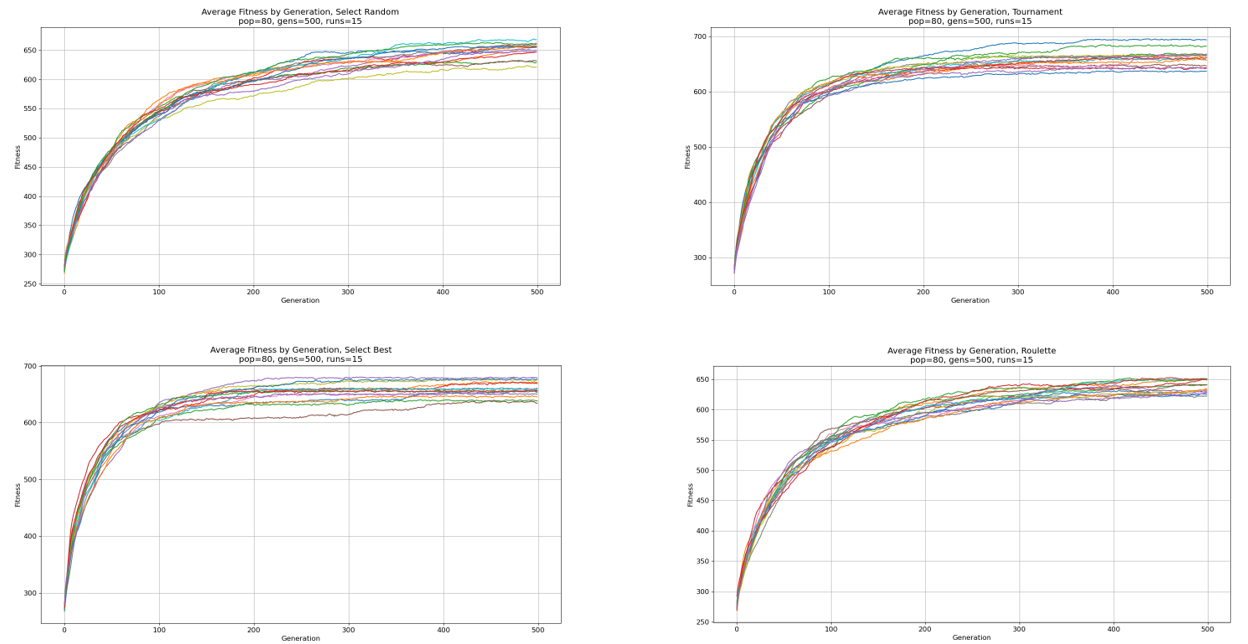 Average Fitness by Generation, Select Random
pop=80, gens=500, runs=15
650
600
550
500
450
400
350
300
250
Fitness
0 100 200 300 400 500
Generation
Average Fitness by Generation, Tournament
pop=80, gens=500, runs=15
700
600
500
400
300
Fitness
0 100 200 300 400 500
Generation
Average Fitness by Generation, Select Best
pop=80, gens=500, runs=15
700
600
500
400
300
Fitness
0 100 200 300 400 500
Generation
Average Fitness by Generation, Roulette
pop=80, gens=500, runs=15
650
600
550
500
450
400
350
300
250
Fitness
0 100 200 300 400 500
Generation